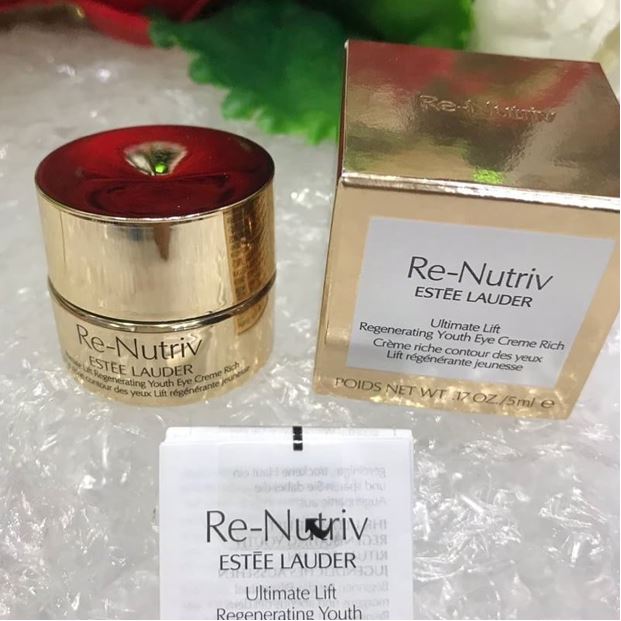 Re-Nutriv
Re-Nutriv
ESTĒE LAUDER
Ultimate Lift
Regenerating Youth Eye Creme Rich
Crème riche contour des yeux
Lift régénérante jeunesse
POIDS NET WT .17 OZ./5ml e
Re-Nutriv
ESTĒE LAUDER
Lift Regenerating Youth Eye Creme Rich
contour des yeux Lift régénérante jeunesse
Re-Nutriv
ESTĒE LAUDER
Ultimate Lift
Regenerating Youth